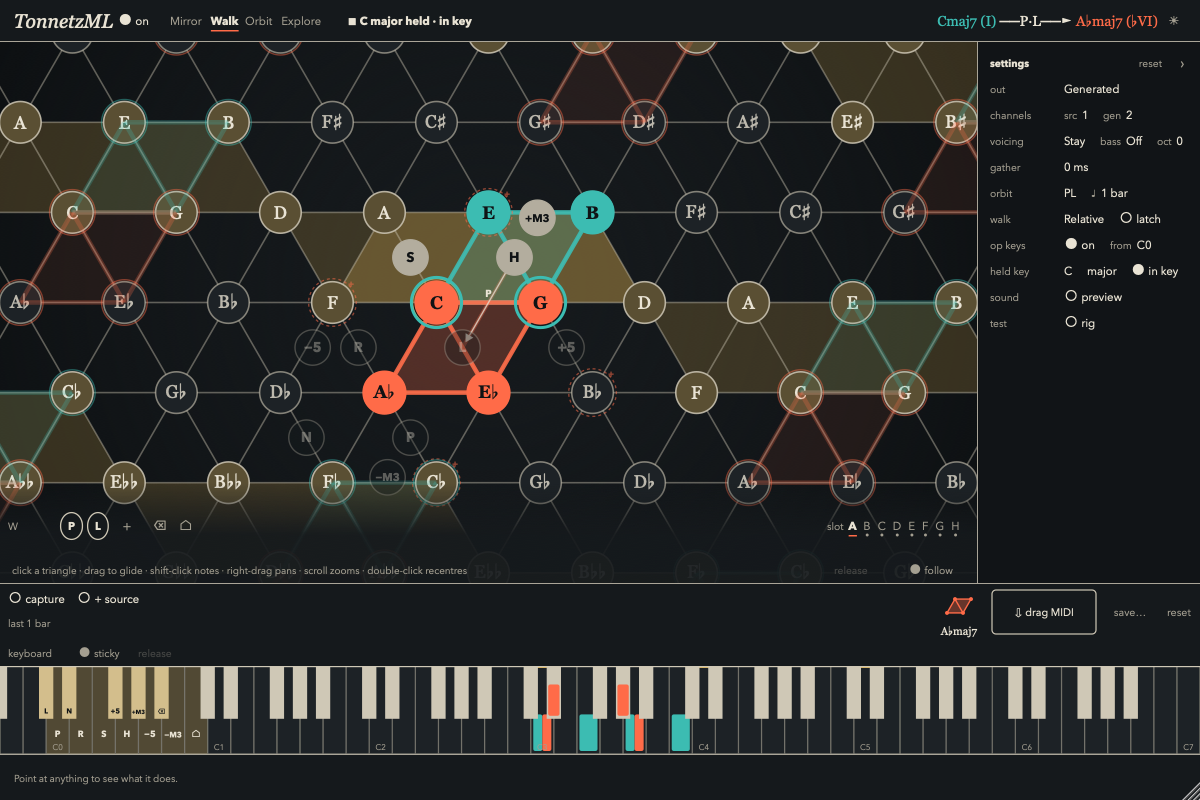 TonnetzML on Mirror Walk Orbit Explore C major held · in key Cmaj7 (I) P·L A♭maj7 (♭VI)
settings reset ›
out Generated
channels src 1 gen 2
voicing Stay bass Off oct 0
gather 0 ms
orbit PL ♩ 1 bar
walk Relative latch
op keys on from C0
held key C major in key
sound preview
test rig
A E B F♯ C♯ G♯ D♯ A♯ E♯ B♯
C G D A E +M3 B F♯ C♯ G♯
S H
A♭ E♭ B♭ F C P G D A E B
−5 R L +5
C♭ G♭ D♭ A♭ E♭ B♭ F C G
N P
A♭♭ E♭♭ B♭♭ F♭ −M3 C♭ G♭ D♭ A♭ E♭ B♭
W P L + slot A B C D E F G H
E♭♭ B♭♭ F♭ C♭ G♭
click a triangle · drag to glide · shift-click notes · right-drag pans · scroll zooms · double-click recentres release follow
capture + source
last 1 bar
A♭maj7 ⇩ drag MIDI save… reset
keyboard sticky release
L N +5 +M3
P R S H −5 −M3
C0 C1 C2 C4 C5 C6 C7
Point at anything to see what it does.